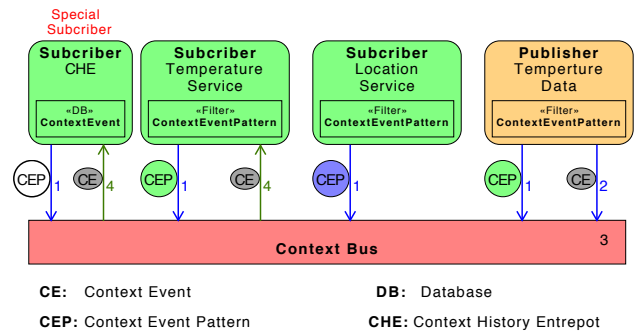 Special
Subcriber
Subcriber
CHE
«DB»
ContextEvent
Subcriber
Temperature
Service
«Filter»
ContextEventPattern
Subcriber
Location
Service
«Filter»
ContextEventPattern
Publisher
Temperture
Data
«Filter»
ContextEventPattern
CEP
1
CE
4
CEP
1
CE
4
CEP
1
CEP
1
CE
2
3
Context Bus
CE: Context Event
DB: Database
CEP: Context Event Pattern
CHE: Context History Entrepot